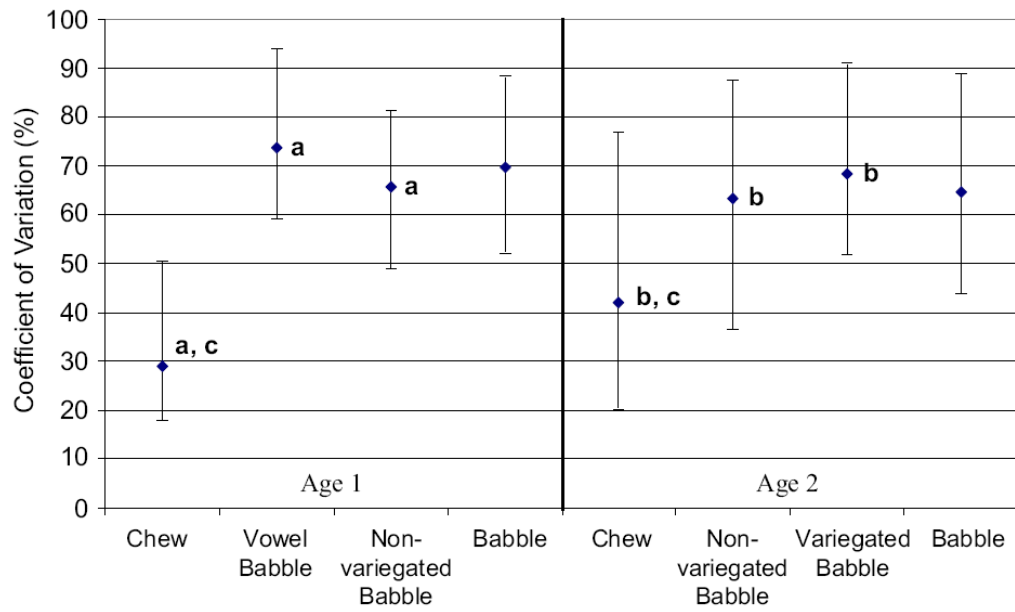 Coefficient of Variation (%)
100
90
80
70
60
50
40
30
20
10
0
a, c
a
a
b, c
b
b
Age 1
Age 2
Chew
Vowel
Babble
Non-
variegated
Babble
Babble
Chew
Non-
variegated
Babble
Variegated
Babble
Babble